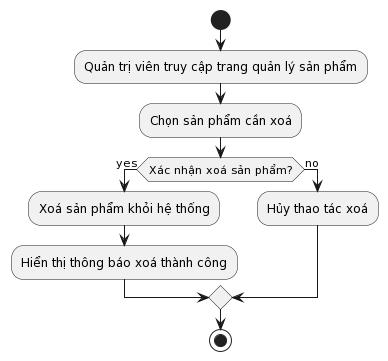 Quản trị viên truy cập trang quản lý sản phẩm
Chọn sản phẩm cần xoá
Xác nhận xoá sản phẩm?
yes
no
Xoá sản phẩm khỏi hệ thống
Hủy thao tác xoá
Hiển thị thông báo xoá thành công